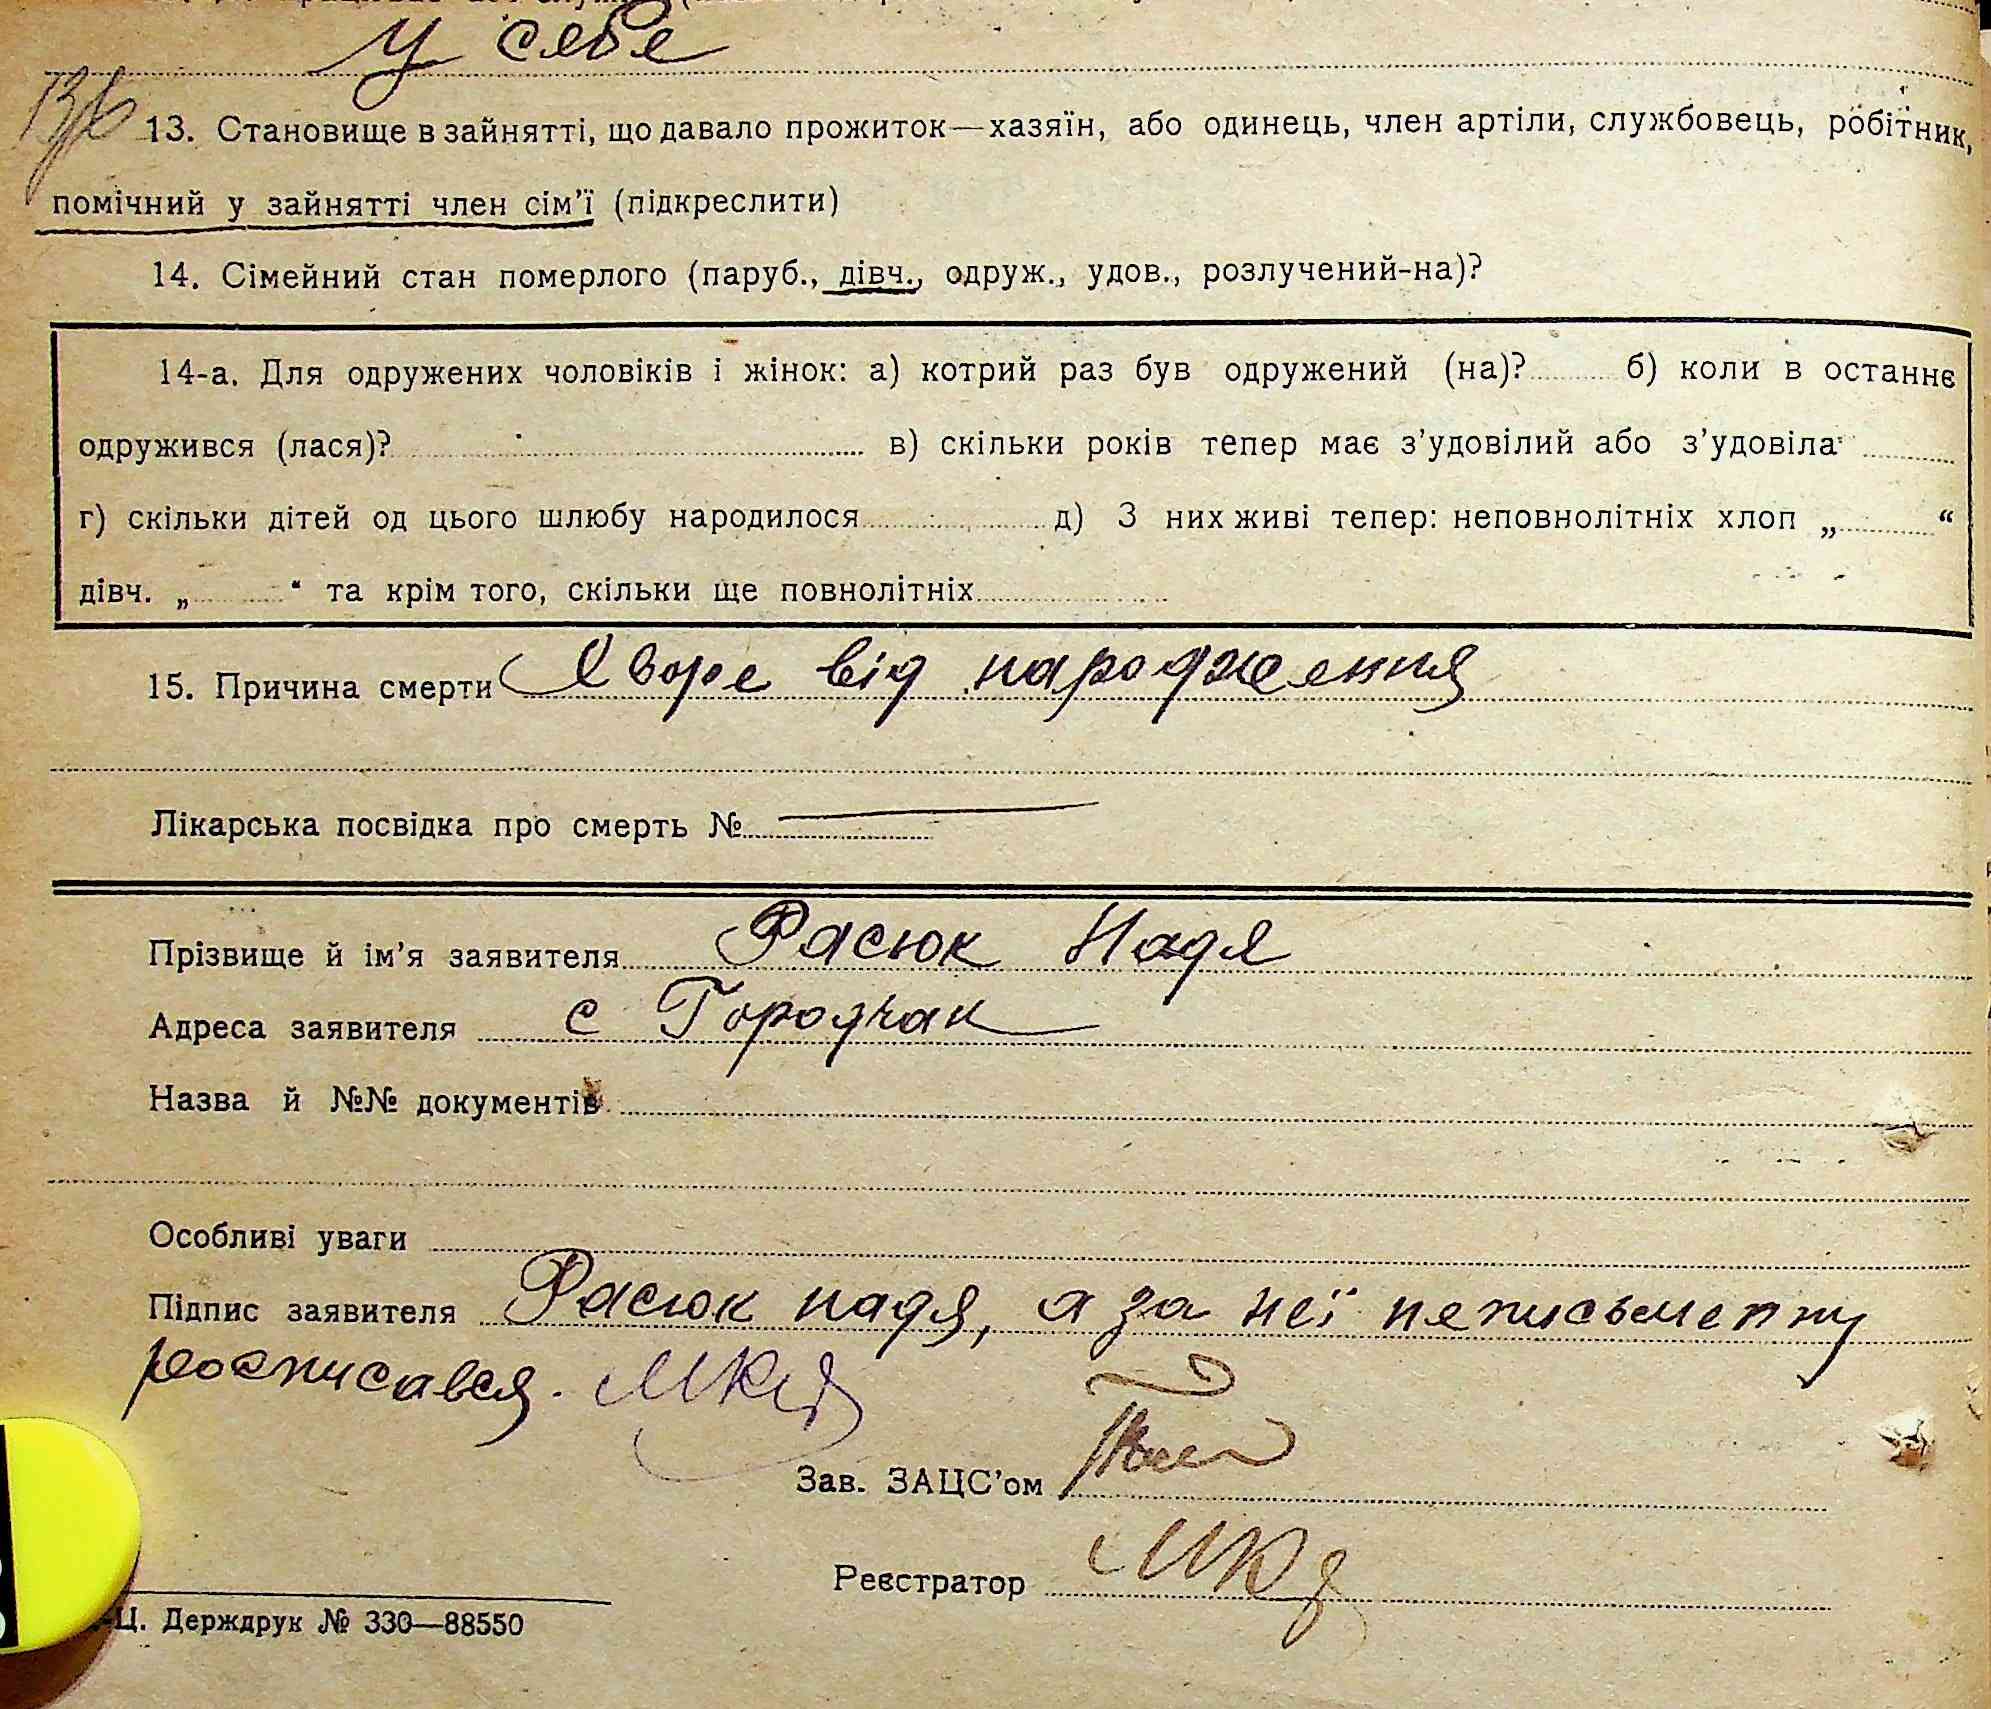 у себе
13. Становище в зайнятті, що давало прожиток—хазяїн, або одинець, член артіли, службовець, робітник,
помічний у зайнятті член сім'ї (підкреслити)
14. Сімейний стан померлого (паруб., дівч., одруж., удов., розлучений-на)?
14-а. Для одружених чоловіків і жінок: а) котрий раз був одружений (на)? б) коли в останнє
одружився (лася)? в) скільки років тепер має з'удовілий або з'удовіла
г) скільки дітей од цього шлюбу народилося д) З них живі тепер: неповнолітніх хлоп „ “
дівч. „ “ та крім того, скільки ще повнолітніх
15. Причина смерти Хворе від народження
Лікарська посвідка про смерть № —
Прізвище й ім'я заявителя Расюк Надя
Адреса заявителя с Городчак
Назва й №№ документів
Особливі уваги
Підпис заявителя Расюк надя, а за неї неписьменну
росписався.
Зав. ЗАЦС'ом
Реєстратор
Ц. Держдрук № 330—88550